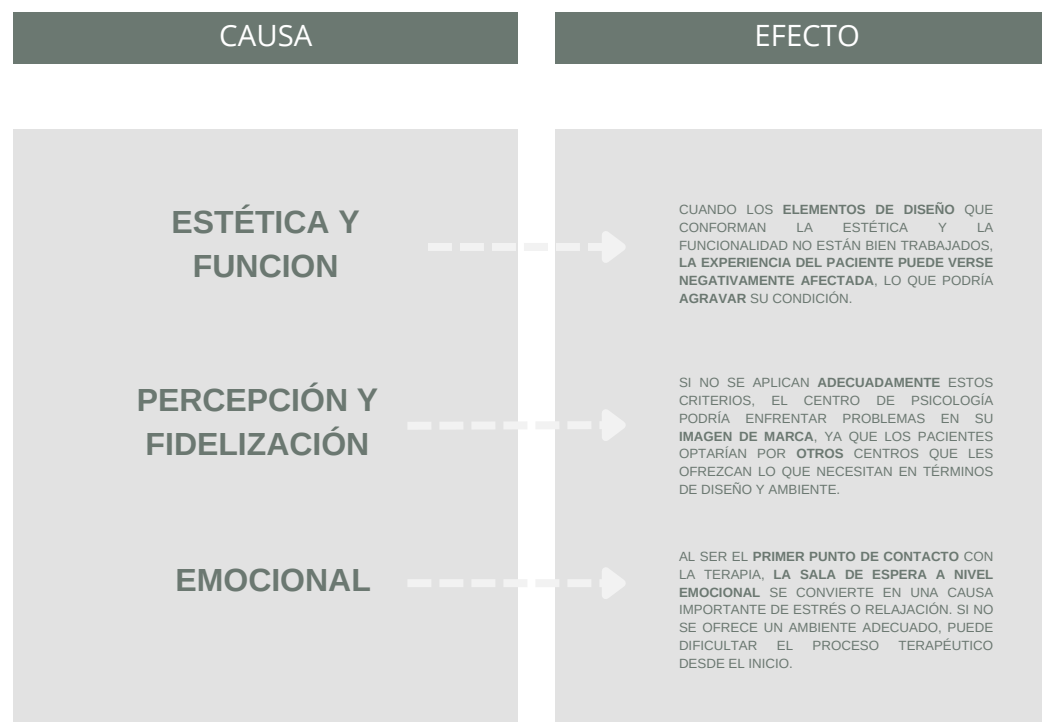 CAUSA
EFECTO
ESTÉTICA Y
FUNCION
CUANDO LOS ELEMENTOS DE DISEÑO QUE
CONFORMAN LA ESTÉTICA Y LA
FUNCIONALIDAD NO ESTÁN BIEN TRABAJADOS,
LA EXPERIENCIA DEL PACIENTE PUEDE VERSE
NEGATIVAMENTE AFECTADA, LO QUE PODRÍA
AGRAVAR SU CONDICIÓN.
PERCEPCIÓN Y
FIDELIZACIÓN
SI NO SE APLICAN ADECUADAMENTE ESTOS
CRITERIOS, EL CENTRO DE PSICOLOGÍA
PODRÍA ENFRENTAR PROBLEMAS EN SU
IMAGEN DE MARCA, YA QUE LOS PACIENTES
OPTARÍAN POR OTROS CENTROS QUE LES
OFREZCAN LO QUE NECESITAN EN TÉRMINOS
DE DISEÑO Y AMBIENTE.
EMOCIONAL
AL SER EL PRIMER PUNTO DE CONTACTO CON
LA TERAPIA, LA SALA DE ESPERA A NIVEL
EMOCIONAL SE CONVIERTE EN UNA CAUSA
IMPORTANTE DE ESTRÉS O RELAJACIÓN. SI NO
SE OFRECE UN AMBIENTE ADECUADO, PUEDE
DIFICULTAR EL PROCESO TERAPÉUTICO
DESDE EL INICIO.